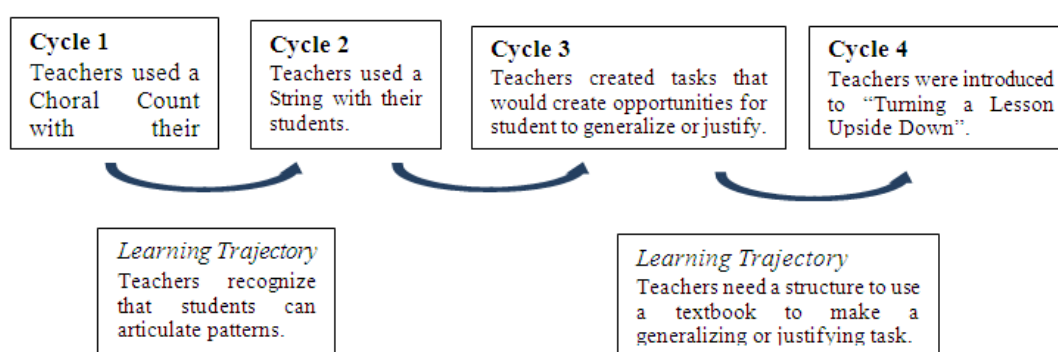 Cycle 1
Teachers used a
Choral Count
with their
Cycle 2
Teachers used a
String with their
students.
Cycle 3
Teachers created tasks that
would create opportunities for
student to generalize or justify.
Cycle 4
Teachers were introduced
to “Turning a Lesson
Upside Down”.
Learning Trajectory
Teachers recognize
that students can
articulate patterns.
Learning Trajectory
Teachers need a structure to use
a textbook to make a
generalizing or justifying task.